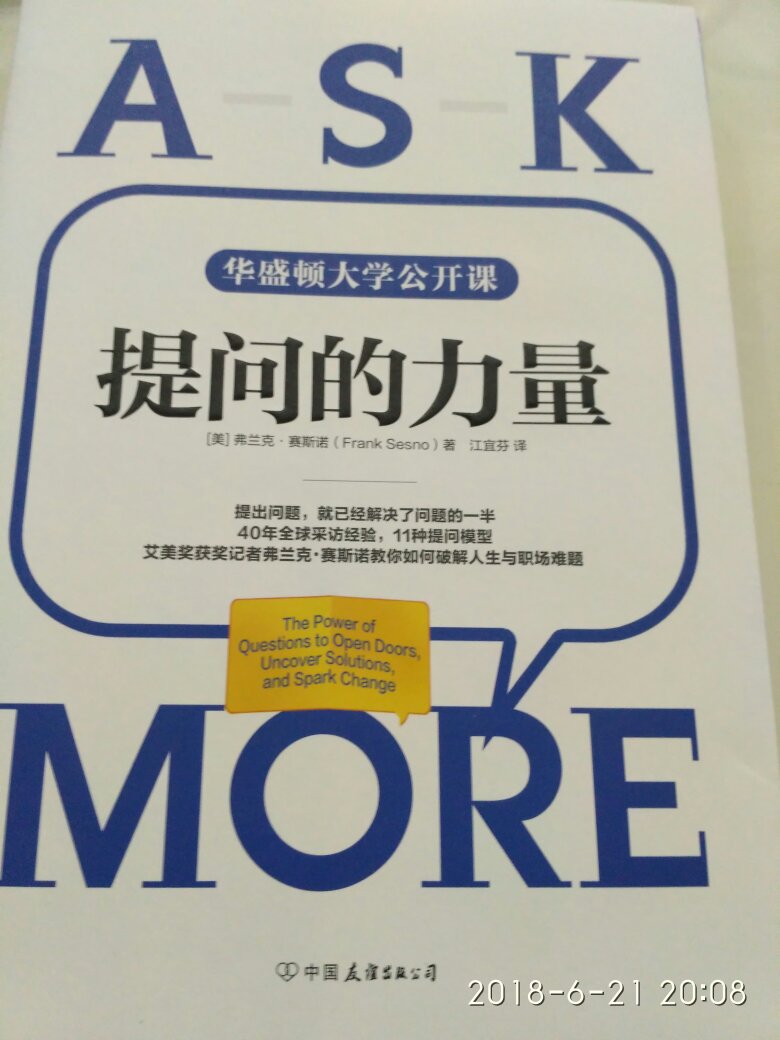 A-S-K
华盛顿大学公开课
提问的力量
[美] 弗兰克·赛斯诺（Frank Sesno）著 江宜芬 译
提出问题，就已经解决了问题的一半
40年全球采访经验，11种提问模型
艾美奖获奖记者弗兰克·赛斯诺教你如何破解人生与职场难题
The Power of
Questions to Open Doors,
Uncover Solutions,
and Spark Change
MORE
中国友谊出版公司
2018-6-21 20:08